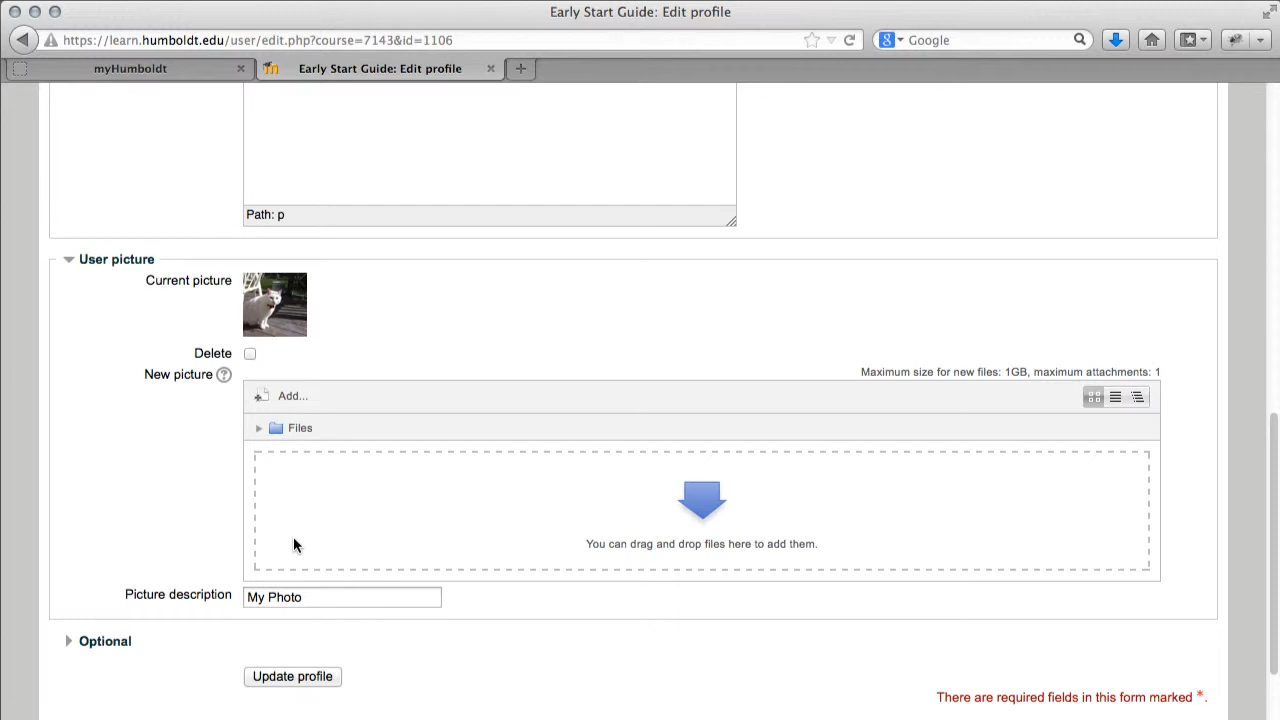 Early Start Guide: Edit profile
https://learn.humboldt.edu/user/edit.php?course=7143&id=1106
Google
myHumboldt
Early Start Guide: Edit profile
Path: p
User picture
Current picture
Delete
New picture
Maximum size for new files: 1GB, maximum attachments: 1
Add...
Files
You can drag and drop files here to add them.
Picture description
My Photo
Optional
Update profile
There are required fields in this form marked *.